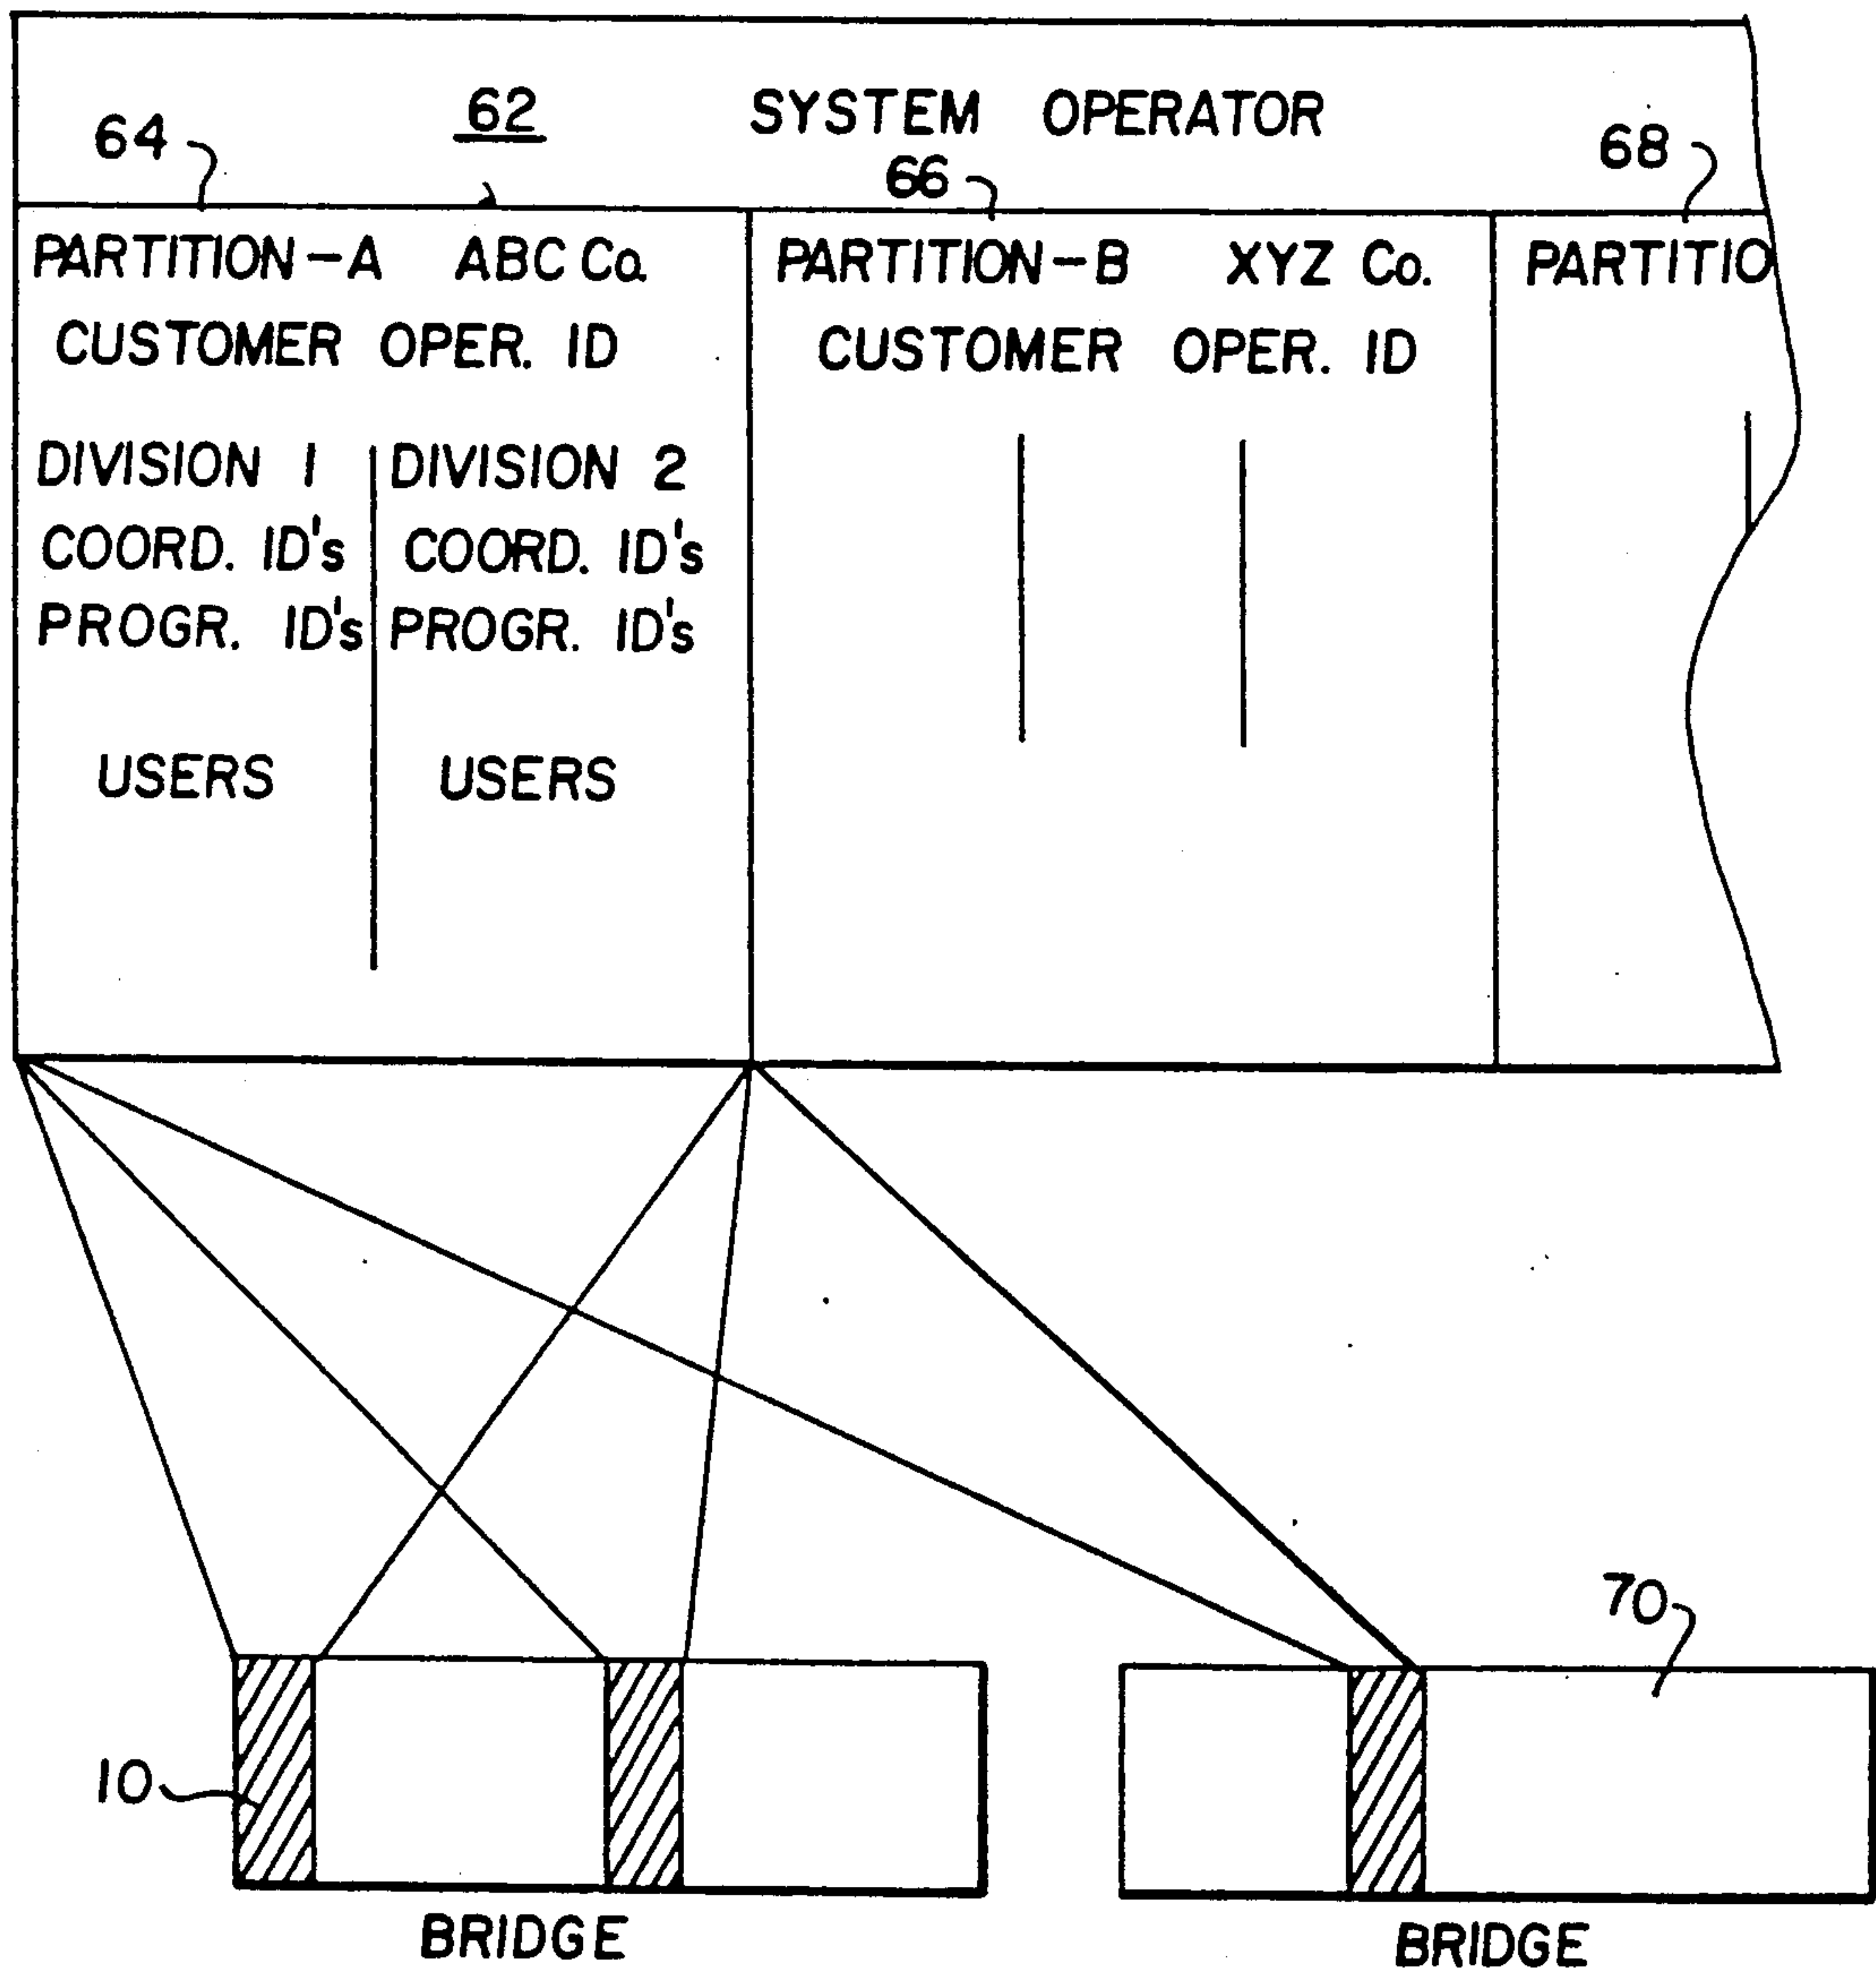 62 SYSTEM OPERATOR
64
66
68
PARTITION-A ABC Co.
CUSTOMER OPER. ID
DIVISION 1
COORD. ID's
PROGR. ID's
USERS
DIVISION 2
COORD. ID's
PROGR. ID's
USERS
PARTITION-B XYZ Co.
CUSTOMER OPER. ID
PARTITIO
70
10
BRIDGE
BRIDGE